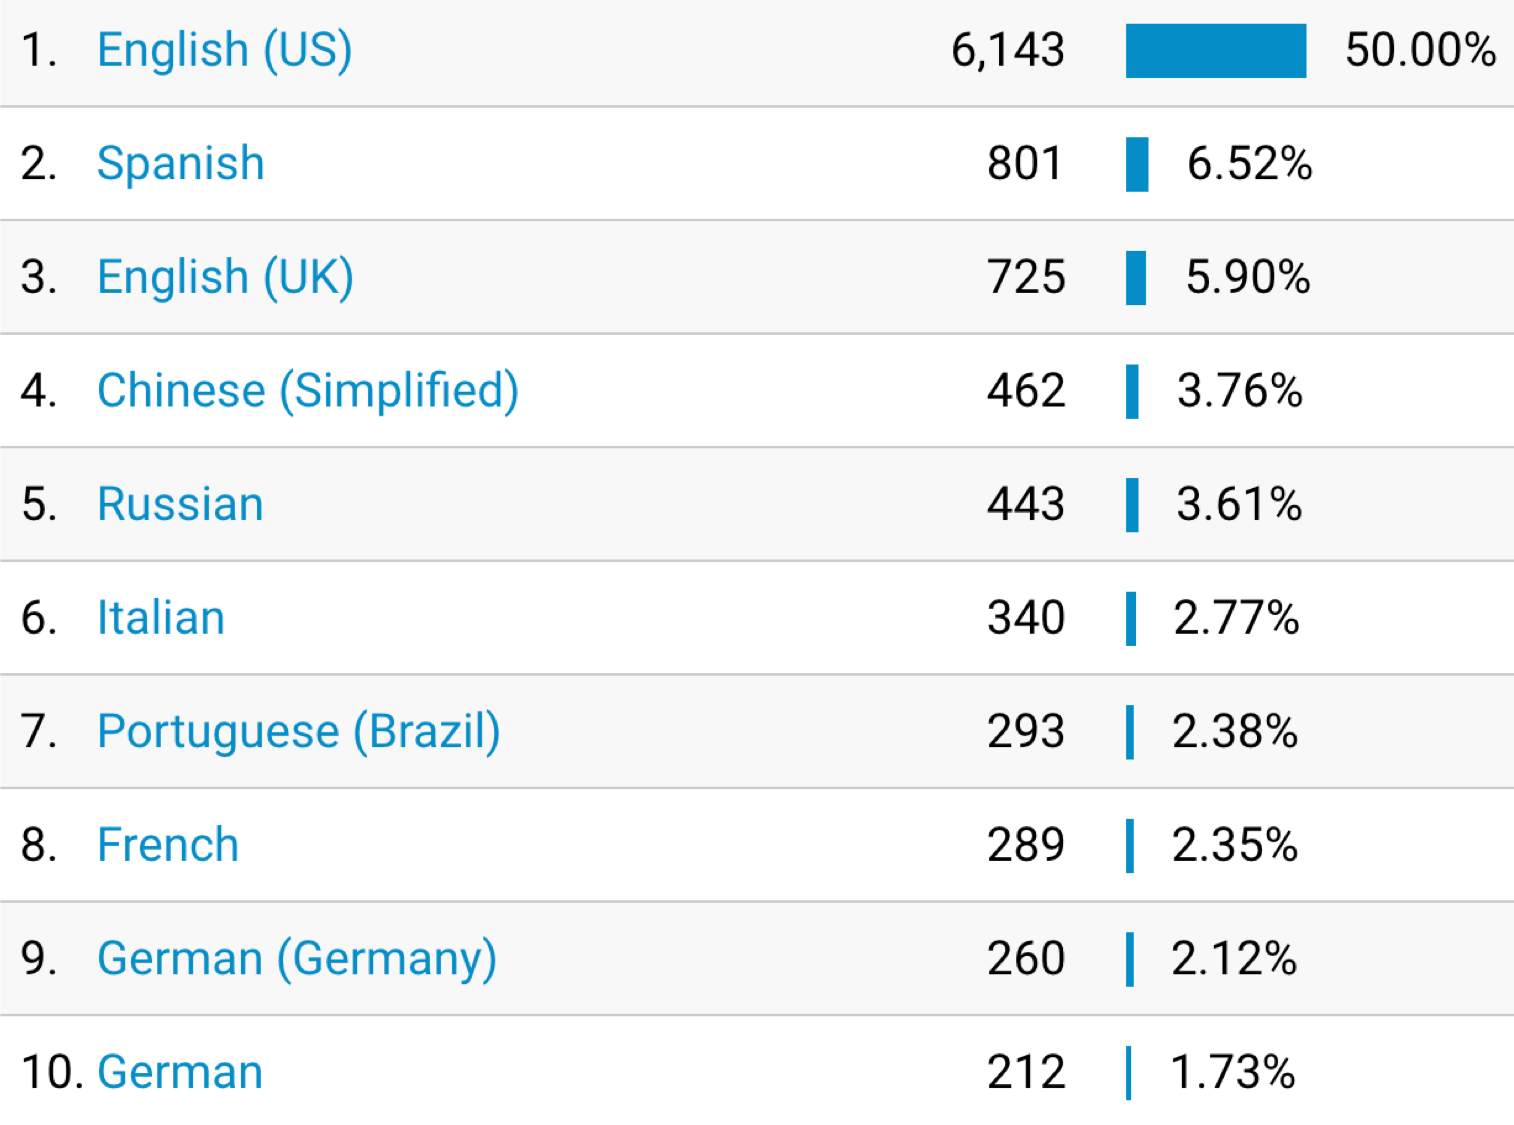 1. English (US) 6,143 50.00%
2. Spanish 801 6.52%
3. English (UK) 725 5.90%
4. Chinese (Simplified) 462 3.76%
5. Russian 443 3.61%
6. Italian 340 2.77%
7. Portuguese (Brazil) 293 2.38%
8. French 289 2.35%
9. German (Germany) 260 2.12%
10. German 212 1.73%